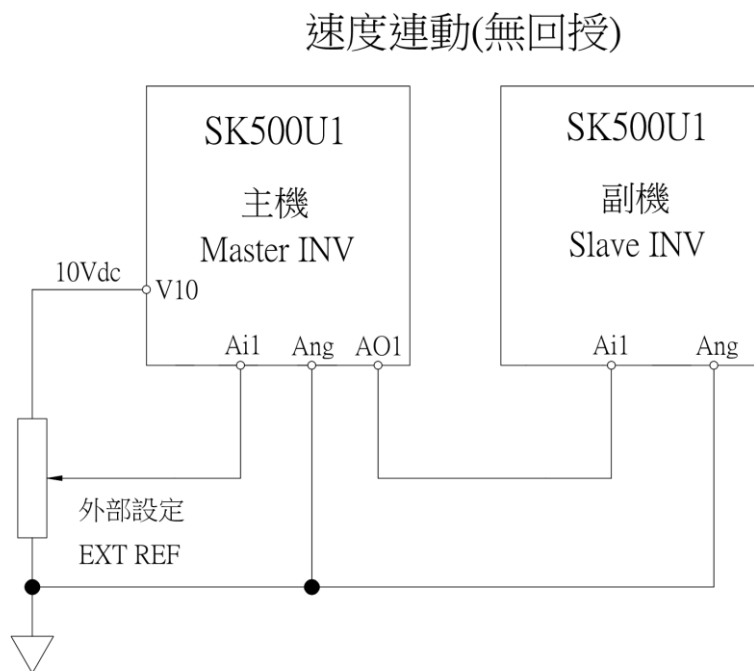 速度連動(無回授)
SK500U1
主機
Master INV
SK500U1
副機
Slave INV
10Vdc
V10
Ai1
Ang
AO1
Ai1
Ang
外部設定
EXT REF